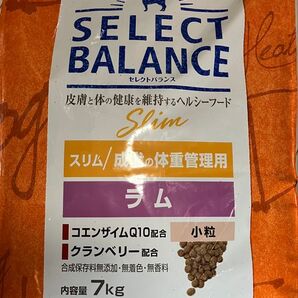 SELECT
BALANCE
セレクトバランス
皮膚と体の健康を維持するヘルシーフード
Slim
スリム/成犬の体重管理用
ラム
コエンザイムQ10配合 小粒
クランベリー配合
合成保存料無添加・無着色・無香料
内容量 7kg